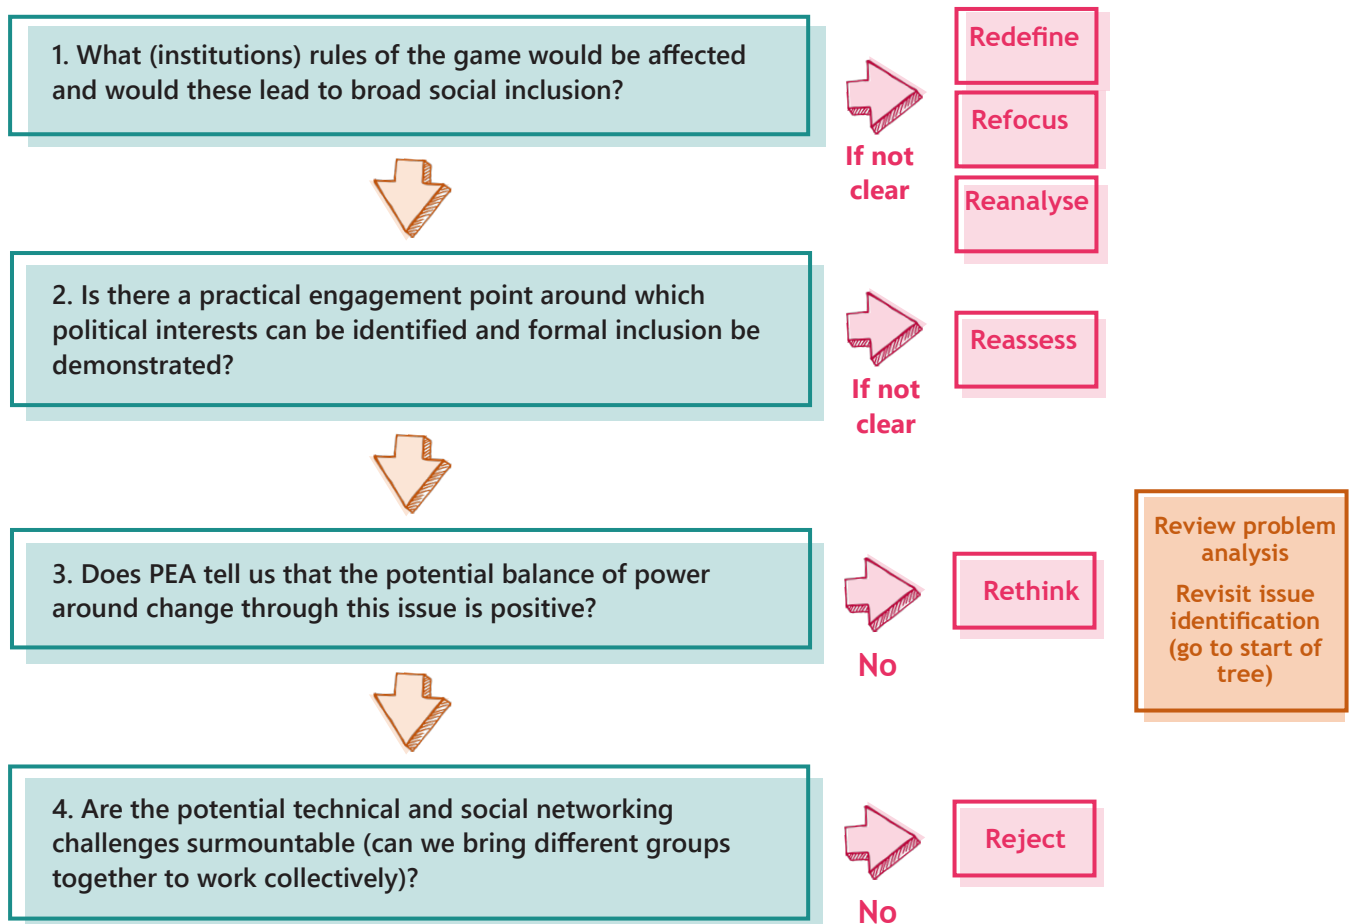 1. What (institutions) rules of the game would be affected
and would these lead to broad social inclusion?
If not
clear
Redefine
Refocus
Reanalyse
2. Is there a practical engagement point around which
political interests can be identified and formal inclusion be
demonstrated?
If not
clear
Reassess
3. Does PEA tell us that the potential balance of power
around change through this issue is positive?
No
Rethink
Review problem
analysis
Revisit issue
identification
(go to start of
tree)
4. Are the potential technical and social networking
challenges surmountable (can we bring different groups
together to work collectively)?
No
Reject